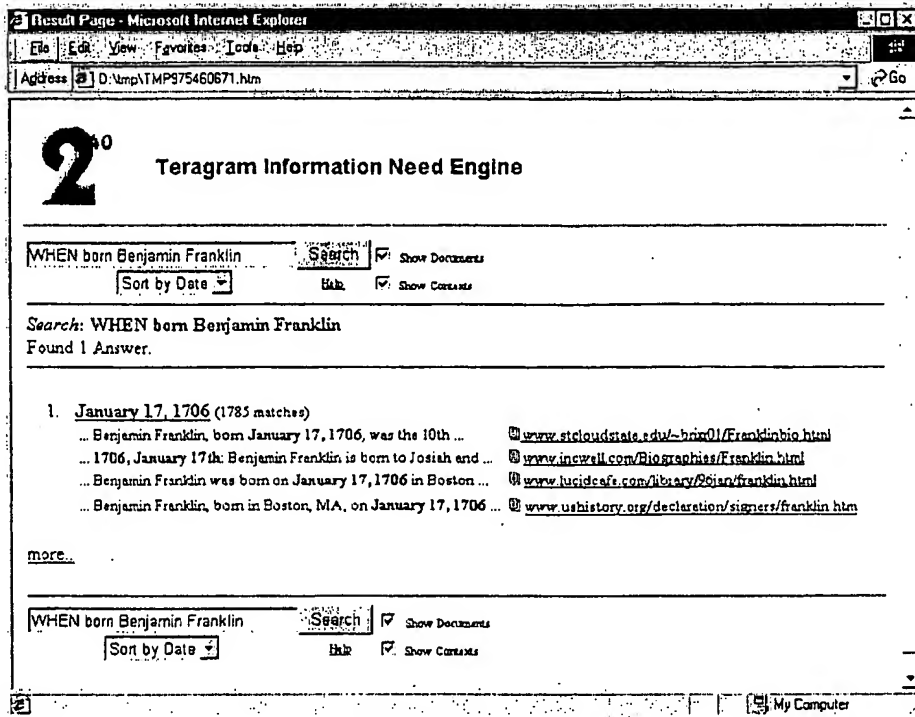 Result Page - Microsoft Internet Explorer
File Edit View Favorites Tools Help
Address D:\tmp\TMP975460671.htm Go
2 40
Teragram Information Need Engine
WHEN born Benjamin Franklin Search Show Documents
Sort by Date Help Show Contexts
Search: WHEN born Benjamin Franklin
Found 1 Answer.
1. January 17, 1706 (1785 matches)
... Benjamin Franklin, born January 17, 1706, was the 10th ... www.stcloudstate.edu/~brix01/Franklinbio.html
... 1706, January 17th: Benjamin Franklin is born to Josiah and ... www.incwell.com/Biographies/Franklin.html
... Benjamin Franklin was born on January 17, 1706 in Boston ... www.lucidcafe.com/library/96jan/franklin.html
... Benjamin Franklin, born in Boston, MA, on January 17, 1706 ... www.ushistory.org/declaration/signers/franklin.htm
more..
WHEN born Benjamin Franklin Search Show Documents
Sort by Date Help Show Contexts
My Computer